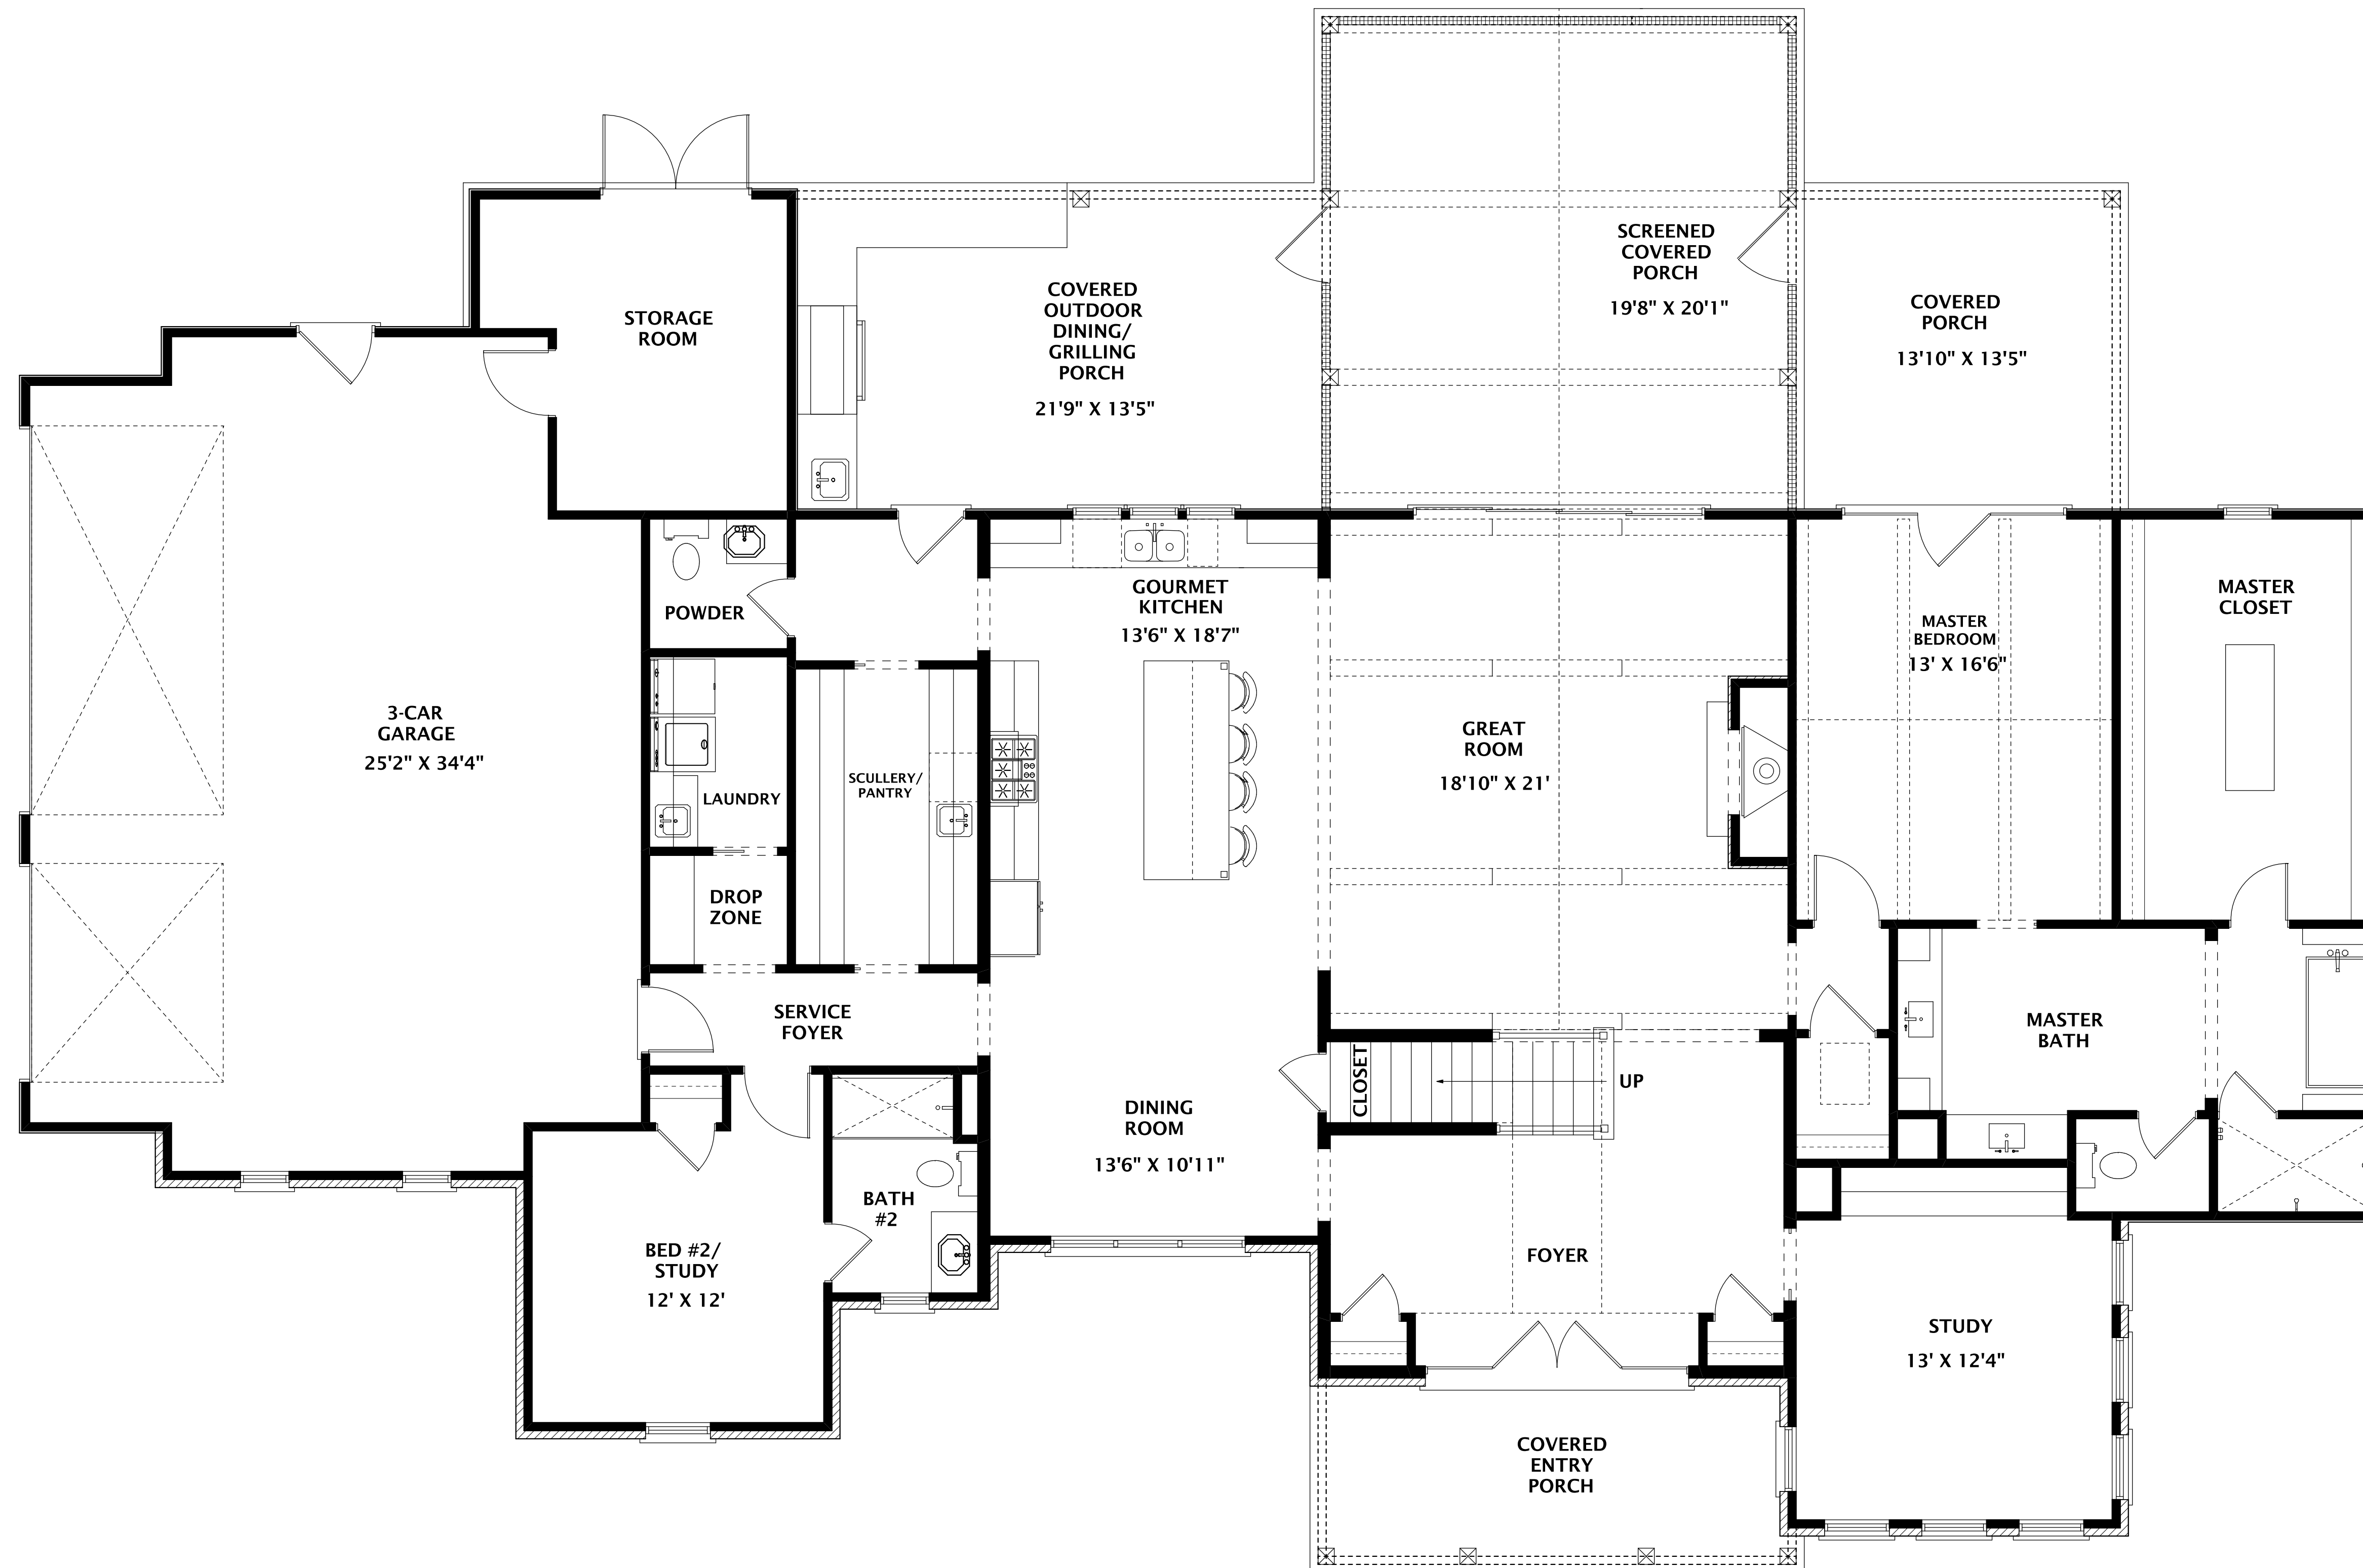 SCREENED
COVERED
PORCH
19'8" X 20'1"
STORAGE
ROOM
COVERED
OUTDOOR
DINING/
GRILLING
PORCH
21'9" X 13'5"
COVERED
PORCH
13'10" X 13'5"
POWDER
GOURMET
KITCHEN
13'6" X 18'7"
MASTER
BEDROOM
13' X 16'6"
MASTER
CLOSET
3-CAR
GARAGE
25'2" X 34'4"
LAUNDRY
SCULLERY/
PANTRY
GREAT
ROOM
18'10" X 21'
DROP
ZONE
SERVICE
FOYER
MASTER
BATH
CLOSET
UP
DINING
ROOM
13'6" X 10'11"
BATH
#2
BED #2/
STUDY
12' X 12'
FOYER
STUDY
13' X 12'4"
COVERED
ENTRY
PORCH